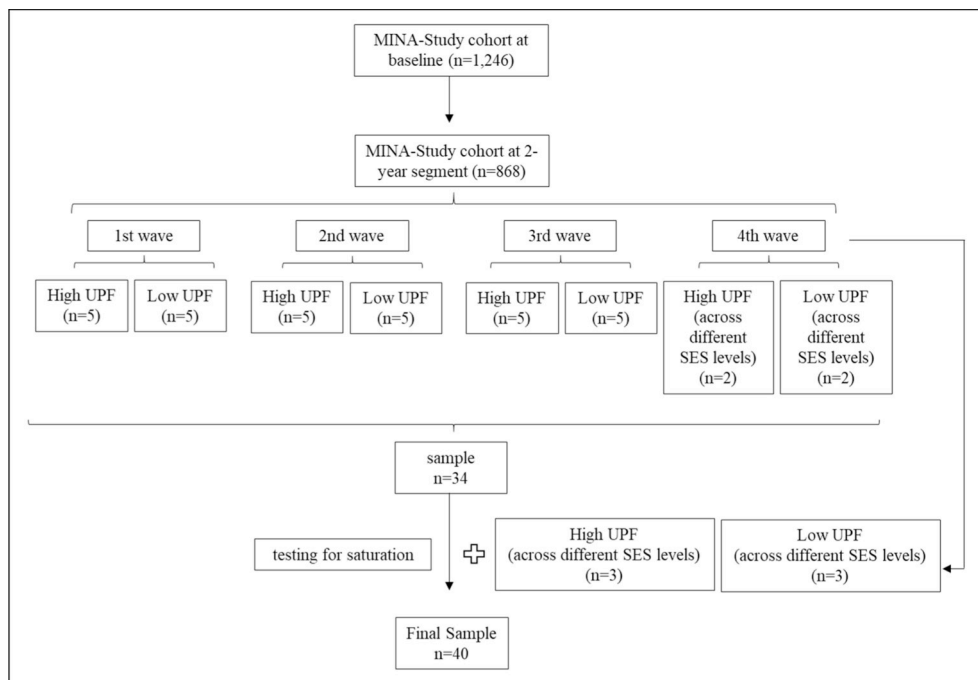 MINA-Study cohort at
baseline (n=1,246)
MINA-Study cohort at 2-
year segment (n=868)
1st wave
2nd wave
3rd wave
4th wave
High UPF
(n=5)
Low UPF
(n=5)
High UPF
(n=5)
Low UPF
(n=5)
High UPF
(n=5)
Low UPF
(n=5)
High UPF
(across
different
SES levels)
(n=2)
Low UPF
(across
different
SES levels)
(n=2)
sample
n=34
testing for saturation
High UPF
(across different SES levels)
(n=3)
Low UPF
(across different SES levels)
(n=3)
Final Sample
n=40